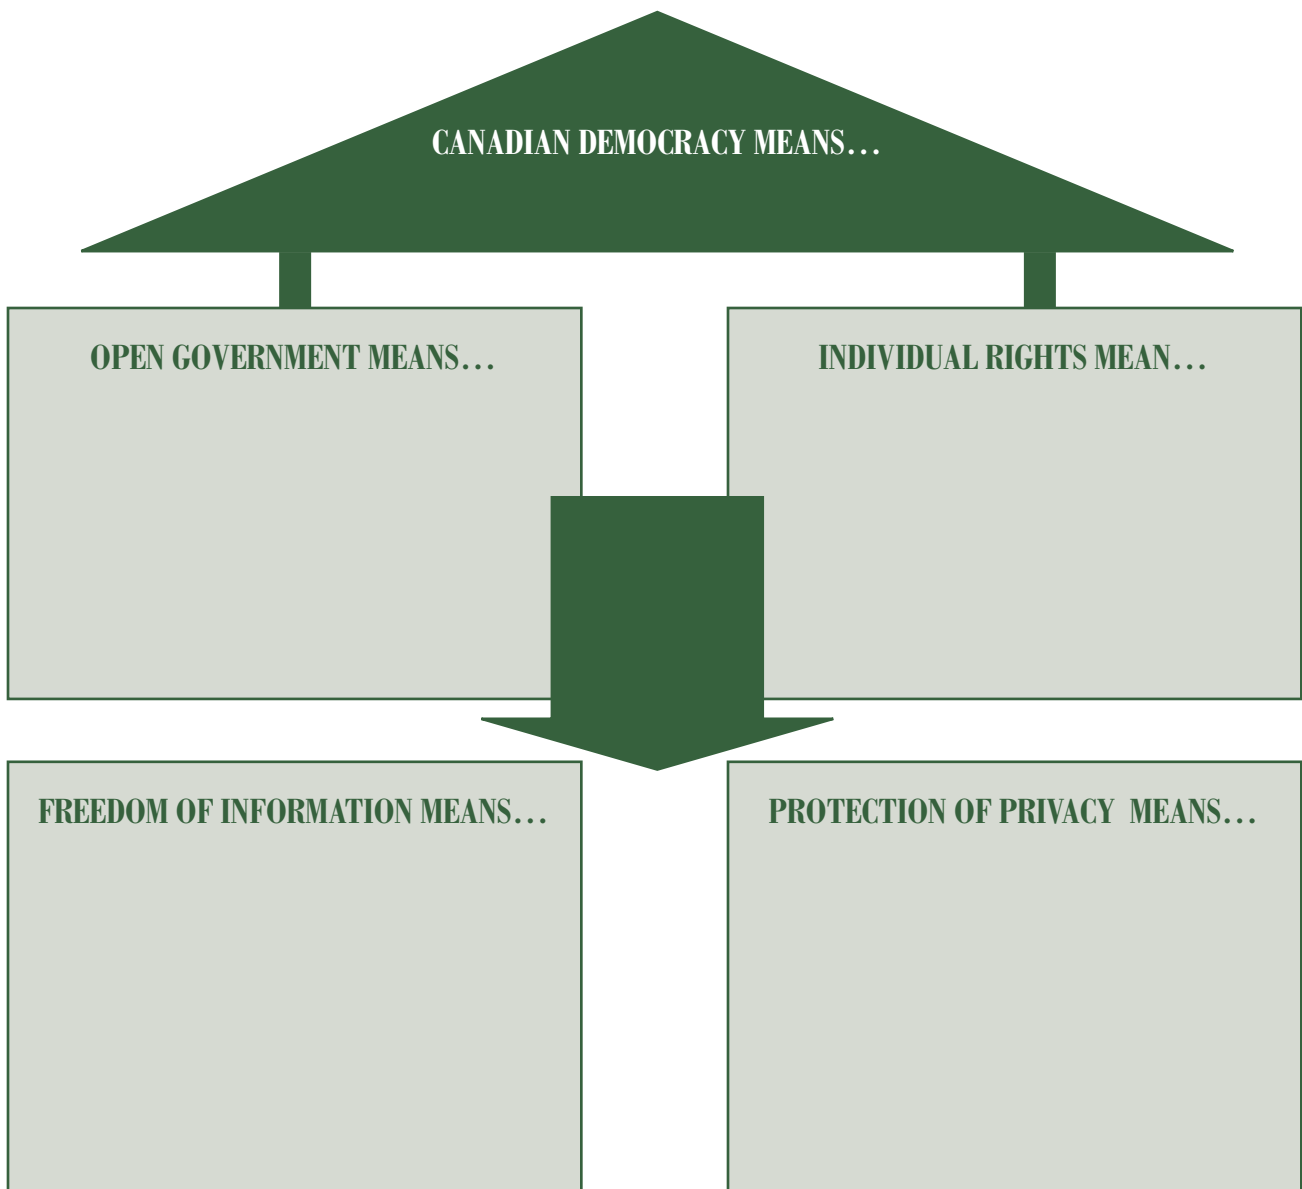 CANADIAN DEMOCRACY MEANS...
OPEN GOVERNMENT MEANS...
INDIVIDUAL RIGHTS MEAN...
FREEDOM OF INFORMATION MEANS...
PROTECTION OF PRIVACY  MEANS...